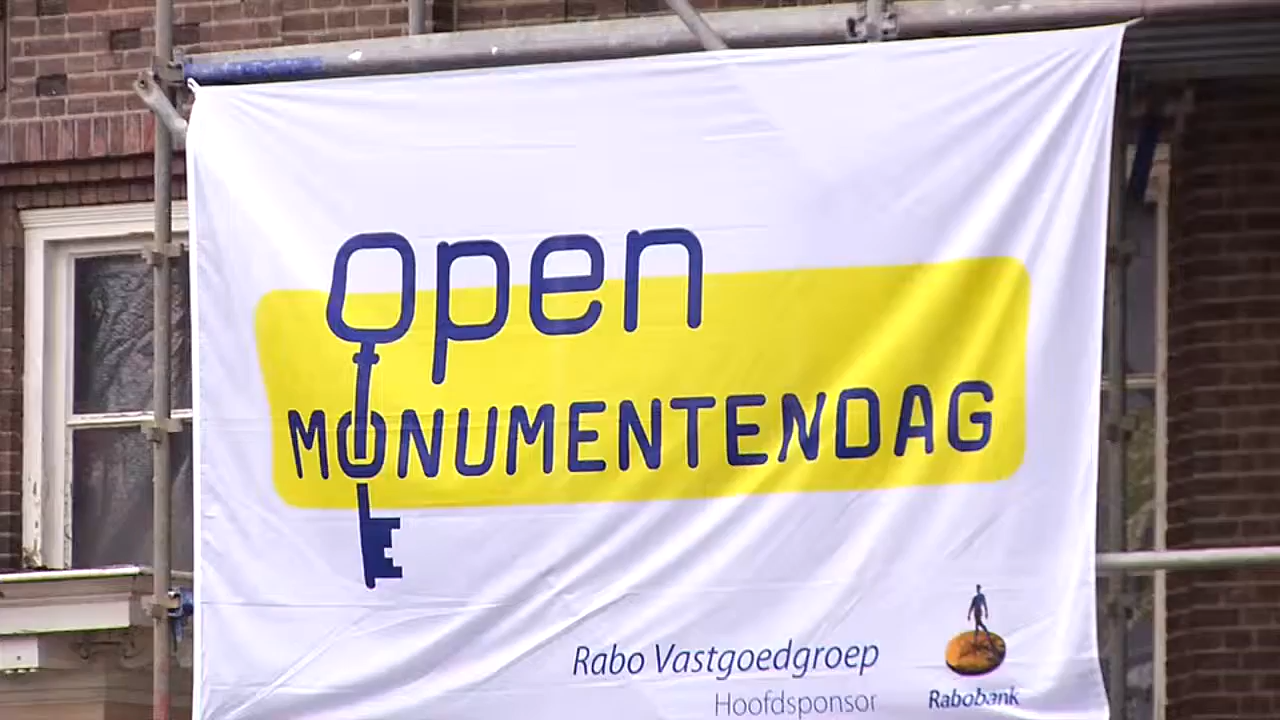 Open
MONUMENTENDAG
Rabo Vastgoedgroep
Hoofdsponsor
Rabobank